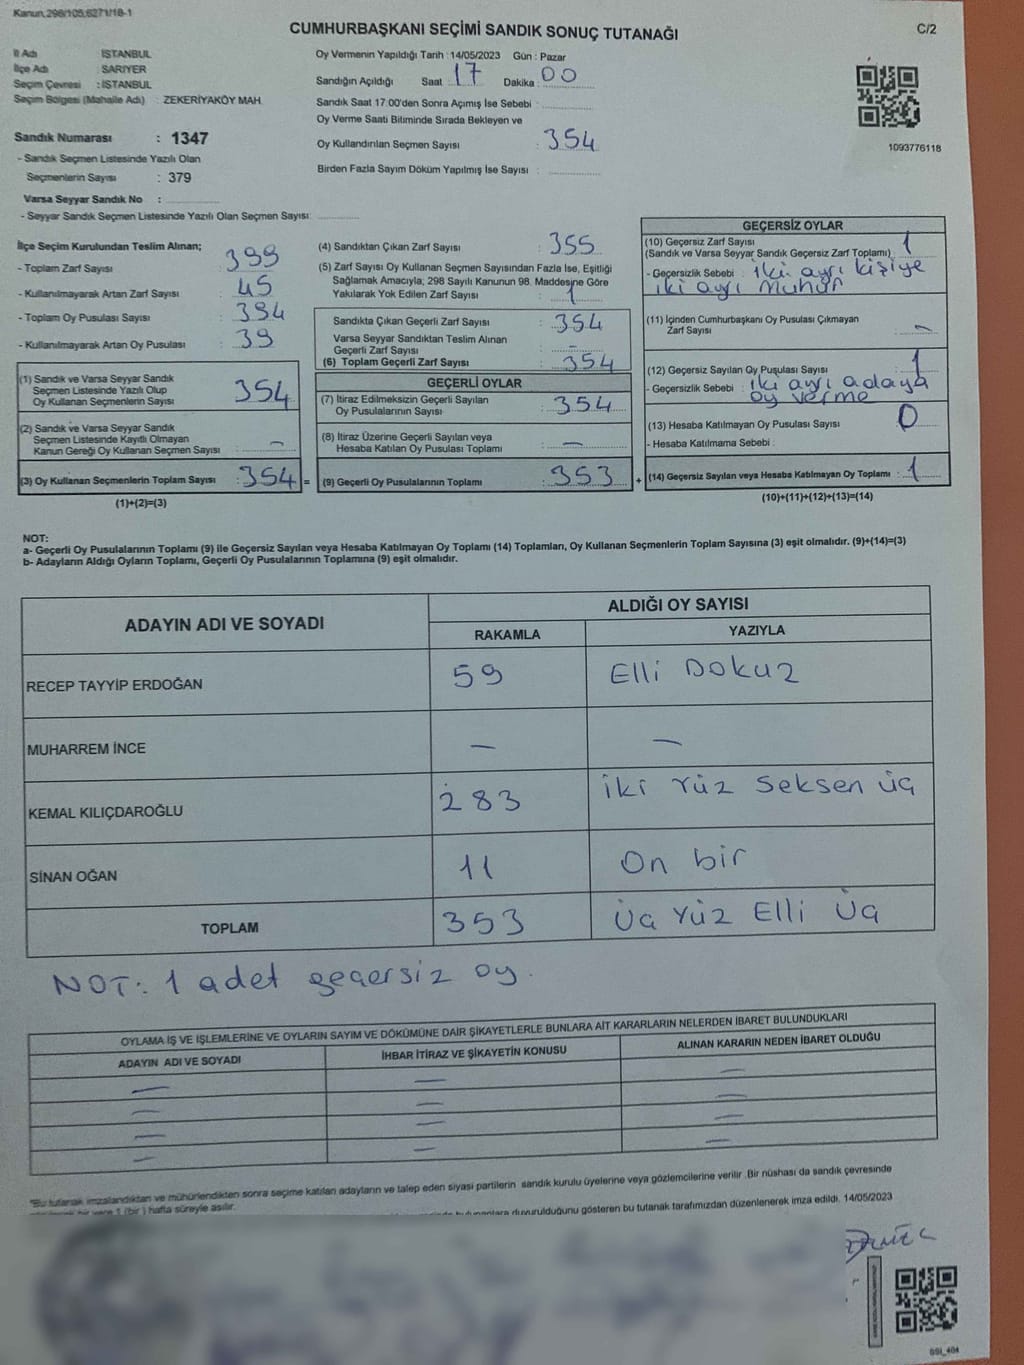 Kanun,298/105,6271/18-1
CUMHURBAŞKANI SEÇİMİ SANDIK SONUÇ TUTANAĞI
C/2
İl Adı : İSTANBUL
İlçe Adı : SARIYER
Seçim Çevresi : İSTANBUL
Seçim Bölgesi (Mahalle Adı) : ZEKERİYAKÖY MAH.
Sandık Numarası : 1347
- Sandık Seçmen Listesinde Yazılı Olan
Seçmenlerin Sayısı : 379
Varsa Seyyar Sandık No :
- Seyyar Sandık Seçmen Listesinde Yazılı Olan Seçmen Sayısı:
Oy Vermenin Yapıldığı Tarih : 14/05/2023 Gün : Pazar
Sandığın Açıldığı Saat : 17 Dakika : 00
Sandık Saat 17:00'den Sonra Açımış İse Sebebi :
Oy Verme Saati Bitiminde Sırada Bekleyen ve
Oy Kullandırılan Seçmen Sayısı : 354
Birden Fazla Sayım Döküm Yapılmış İse Sayısı :
1093776118
İlçe Seçim Kurulundan Teslim Alınan;
- Toplam Zarf Sayısı : 399
- Kullanılmayarak Artan Zarf Sayısı : 45
- Toplam Oy Pusulası Sayısı : 394
- Kullanılmayarak Artan Oy Pusulası : 39
(1) Sandık ve Varsa Seyyar Sandık
Seçmen Listesinde Yazılı Olup
Oy Kullanan Seçmenlerin Sayısı : 354
(2) Sandık ve Varsa Seyyar Sandık
Seçmen Listesinde Kayıtlı Olmayan
Kanun Gereği Oy Kullanan Seçmen Sayısı : –
(3) Oy Kullanan Seçmenlerin Toplam Sayısı : 354 =
(1)+(2)=(3)
(4) Sandıktan Çıkan Zarf Sayısı : 355
(5) Zarf Sayısı Oy Kullanan Seçmen Sayısından Fazla İse, Eşitliği
Sağlamak Amacıyla, 298 Sayılı Kanunun 98. Maddesine Göre
Yakılarak Yok Edilen Zarf Sayısı : 1
Sandıkta Çıkan Geçerli Zarf Sayısı : 354
Varsa Seyyar Sandıktan Teslim Alınan
Geçerli Zarf Sayısı : –
(6) Toplam Geçerli Zarf Sayısı : 354
GEÇERLİ OYLAR
(7) İtiraz Edilmeksizin Geçerli Sayılan
Oy Pusulalarının Sayısı : 354
(8) İtiraz Üzerine Geçerli Sayılan veya
Hesaba Katılan Oy Pusulası Toplamı : –
(9) Geçerli Oy Pusulalarının Toplamı : 353 +
GEÇERSİZ OYLAR
(10) Geçersiz Zarf Sayısı : 1
(Sandık ve Varsa Seyyar Sandık Geçersiz Zarf Toplamı)
- Geçersizlik Sebebi : iki ayrı kişiye
iki ayrı mühür
(11) İçinden Cumhurbaşkanı Oy Pusulası Çıkmayan
Zarf Sayısı : –
(12) Geçersiz Sayılan Oy Pusulası Sayısı : 1
- Geçersizlik Sebebi : iki ayrı adaya
oy verme
(13) Hesaba Katılmayan Oy Pusulası Sayısı : 0
- Hesaba Katılmama Sebebi :
(14) Geçersiz Sayılan veya Hesaba Katılmayan Oy Toplamı : 1
(10)+(11)+(12)+(13)=(14)
NOT:
a- Geçerli Oy Pusulalarının Toplamı (9) ile Geçersiz Sayılan veya Hesaba Katılmayan Oy Toplamı (14) Toplamları, Oy Kullanan Seçmenlerin Toplam Sayısına (3) eşit olmalıdır. (9)+(14)=(3)
b- Adayların Aldığı Oyların Toplamı, Geçerli Oy Pusulalarının Toplamına (9) eşit olmalıdır.
ADAYIN ADI VE SOYADI
ALDIĞI OY SAYISI
RAKAMLA YAZIYLA
RECEP TAYYİP ERDOĞAN 59 Elli Dokuz
MUHARREM İNCE – –
KEMAL KILIÇDAROĞLU 283 iki Yüz Seksen üç
SİNAN OĞAN 11 On bir
TOPLAM 353 Üç Yüz Elli Üç
NOT: 1 adet geçersiz oy.
OYLAMA İŞ VE İŞLEMLERİNE VE OYLARIN SAYIM VE DÖKÜMÜNE DAİR ŞİKAYETLERLE BUNLARA AİT KARARLARIN NELERDEN İBARET BULUNDUKLARI
ADAYIN ADI VE SOYADI İHBAR İTİRAZ VE ŞİKAYETİN KONUSU ALINAN KARARIN NEDEN İBARET OLDUĞU
– – –
– – –
– – –
– – –
"Bu tutanak imzalandıktan ve mühürlendikten sonra seçime katılan adayların ve talep eden siyasi partilerin sandık kurulu üyelerine veya gözlemcilerine verilir .Bir nüshası da sandık çevresinde
bir yere 1 (bir ) hafta süreyle asılır.
duyurulduğunu gösteren bu tutanak tarafımızdan düzenlenerek imza edildi. 14/05/2023